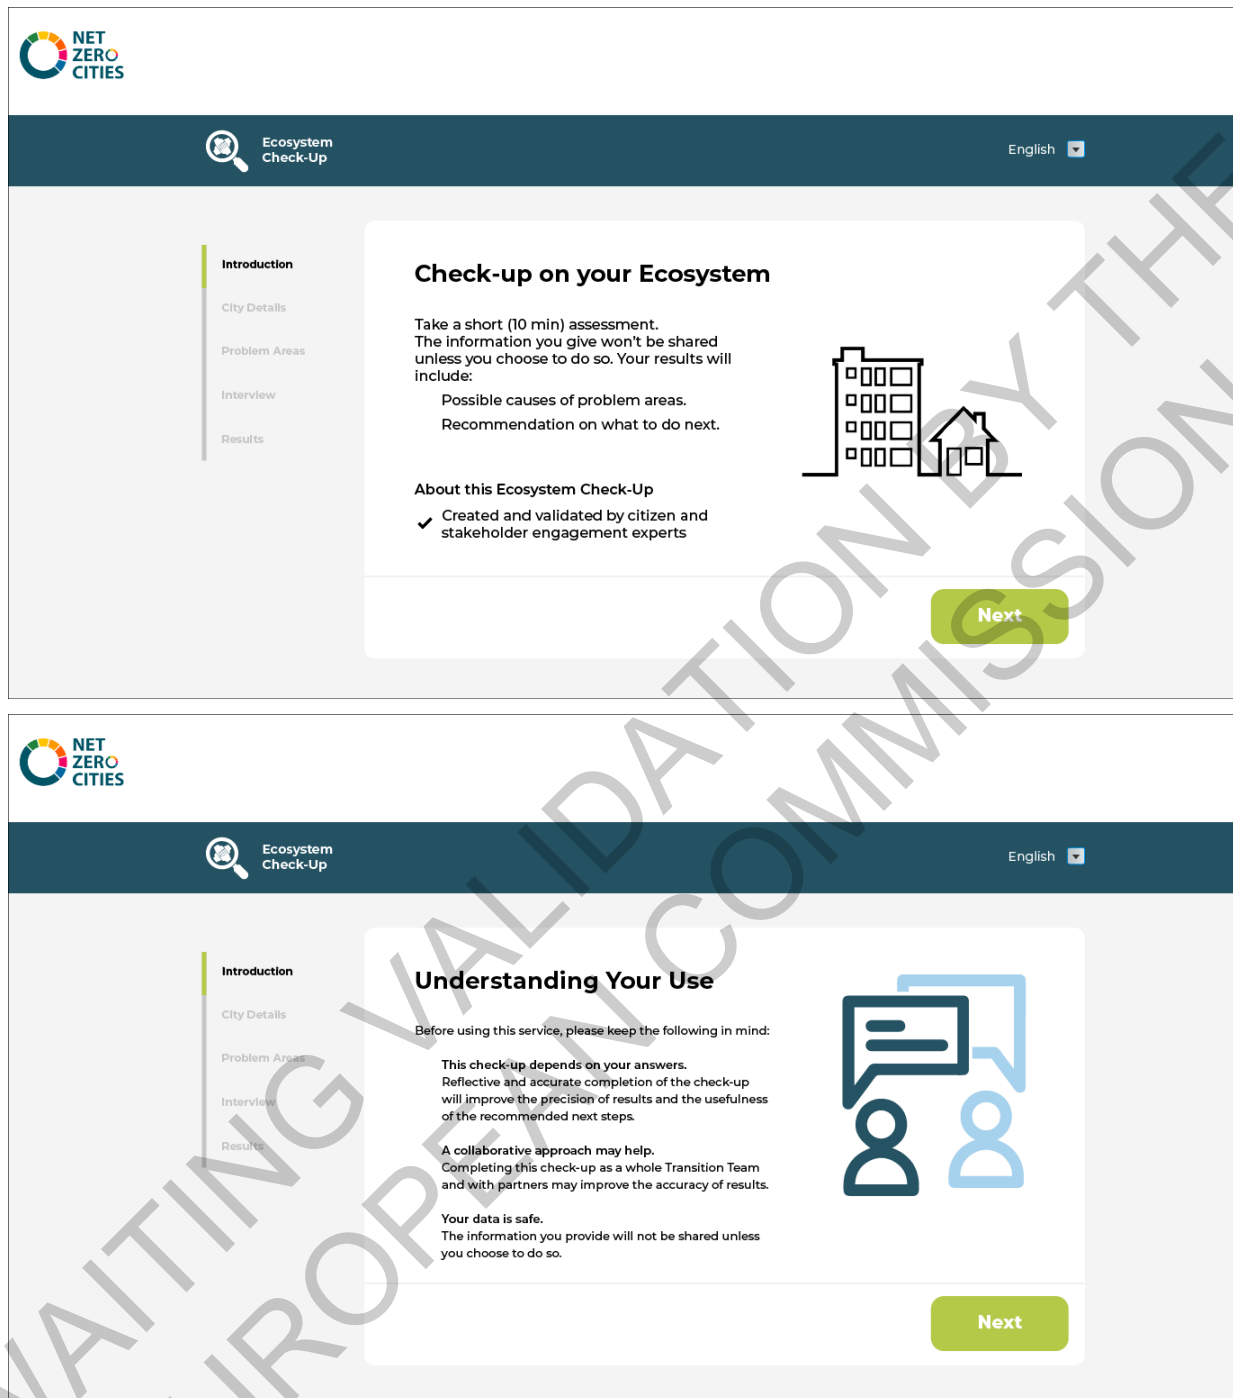 NET
ZERO
CITIES
Ecosystem
Check-Up
English
Introduction
City Details
Problem Areas
Interview
Results
Check-up on your Ecosystem
Take a short (10 min) assessment.
The information you give won't be shared
unless you choose to do so. Your results will
include:
Possible causes of problem areas.
Recommendation on what to do next.
About this Ecosystem Check-Up
Created and validated by citizen and
stakeholder engagement experts
Next
NET
ZERO
CITIES
Ecosystem
Check-Up
English
Introduction
City Details
Problem Areas
Interview
Results
Understanding Your Use
Before using this service, please keep the following in mind:
This check-up depends on your answers.
Reflective and accurate completion of the check-up
will improve the precision of results and the usefulness
of the recommended next steps.
A collaborative approach may help.
Completing this check-up as a whole Transition Team
and with partners may improve the accuracy of results.
Your data is safe.
The information you provide will not be shared unless
you choose to do so.
Next
VALIDATION BY THE
COMMISSION